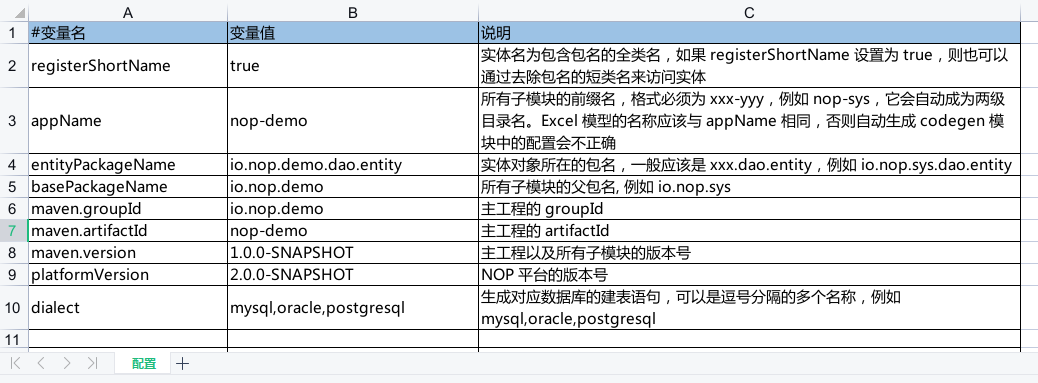 A B C
1 #变量名 变量值 说明
2 registerShortName true 实体名为包含包名的全类名，如果 registerShortName 设置为 true，则也可以
通过去除包名的短类名来访问实体
3 appName nop-demo 所有子模块的前缀名，格式必须为 xxx-yyy，例如 nop-sys，它会自动成为两级
目录名。Excel 模型的名称应该与 appName 相同，否则自动生成 codegen 模
块中的配置会不正确
4 entityPackageName io.nop.demo.dao.entity 实体对象所在的包名，一般应该是 xxx.dao.entity，例如 io.nop.sys.dao.entity
5 basePackageName io.nop.demo 所有子模块的父包名, 例如 io.nop.sys
6 maven.groupId io.nop.demo 主工程的 groupId
7 maven.artifactId nop-demo 主工程的 artifactId
8 maven.version 1.0.0-SNAPSHOT 主工程以及所有子模块的版本号
9 platformVersion 2.0.0-SNAPSHOT NOP 平台的版本号
10 dialect mysql,oracle,postgresql 生成对应数据库的建表语句，可以是逗号分隔的多个名称，例如
mysql,oracle,postgresql
11
配置